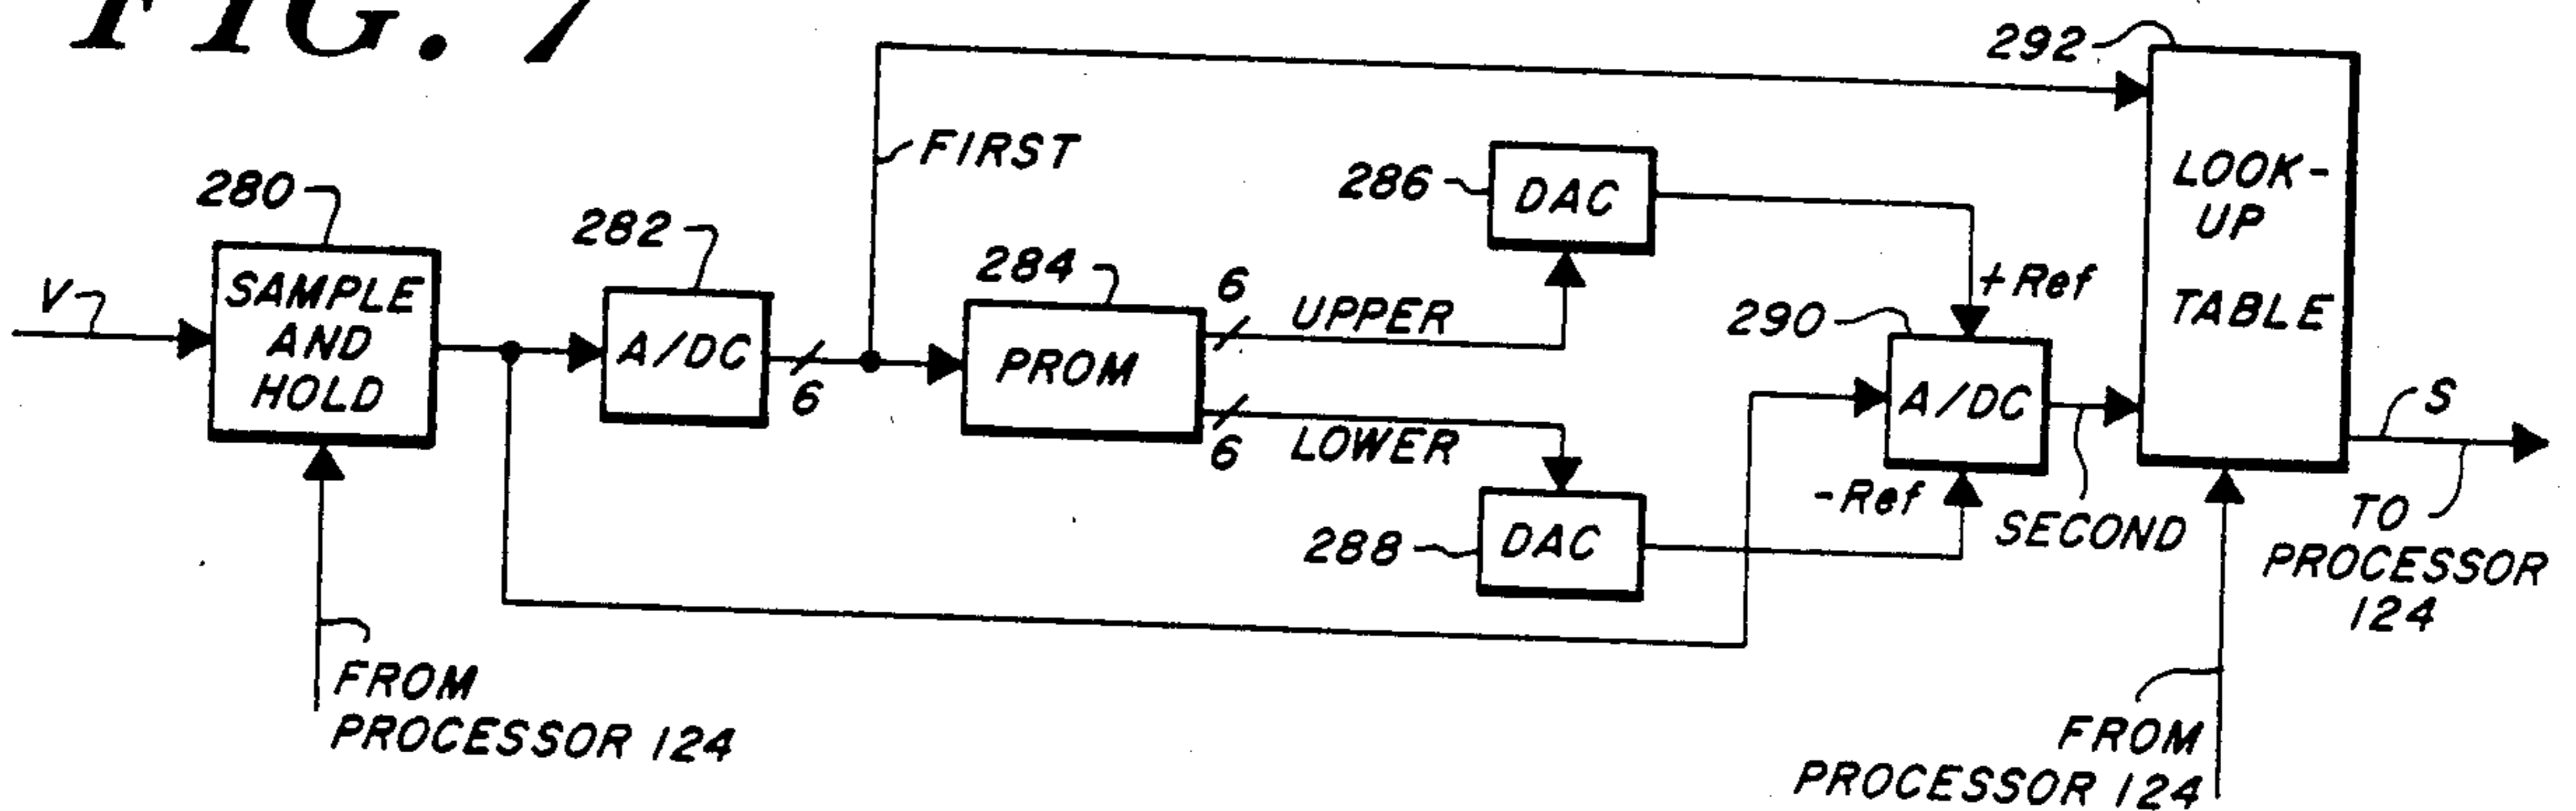 FIG. 7
292
FIRST
LOOK-
UP
TABLE
286
DAC
280
282
284
6
UPPER
+Ref
290
V
SAMPLE
AND
HOLD
A/DC
6
PROM
6
LOWER
A/DC
-Ref
SECOND
S
TO
PROCESSOR
124
288
DAC
FROM
PROCESSOR 124
FROM
PROCESSOR 124